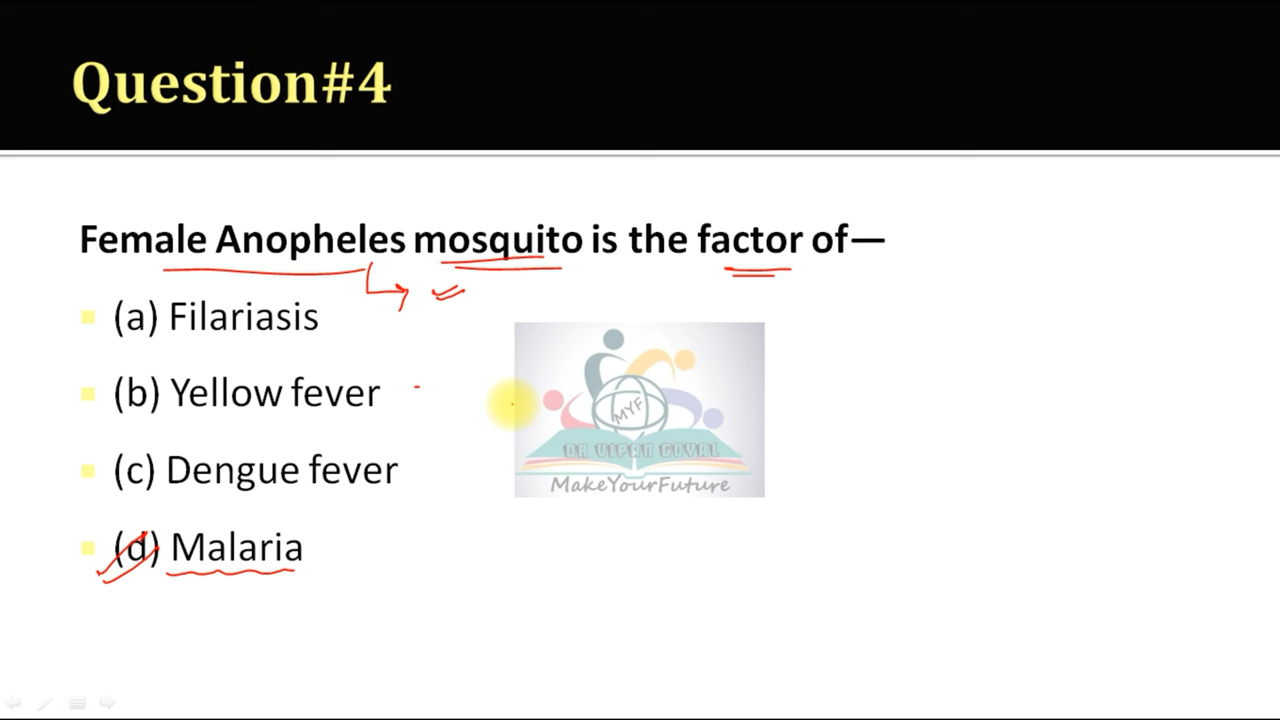 Question#4
Female Anopheles mosquito is the factor of—
(a) Filariasis
(b) Yellow fever
(c) Dengue fever
(d) Malaria
MYF
DR VIPAN GOYAL
MakeYourFuture